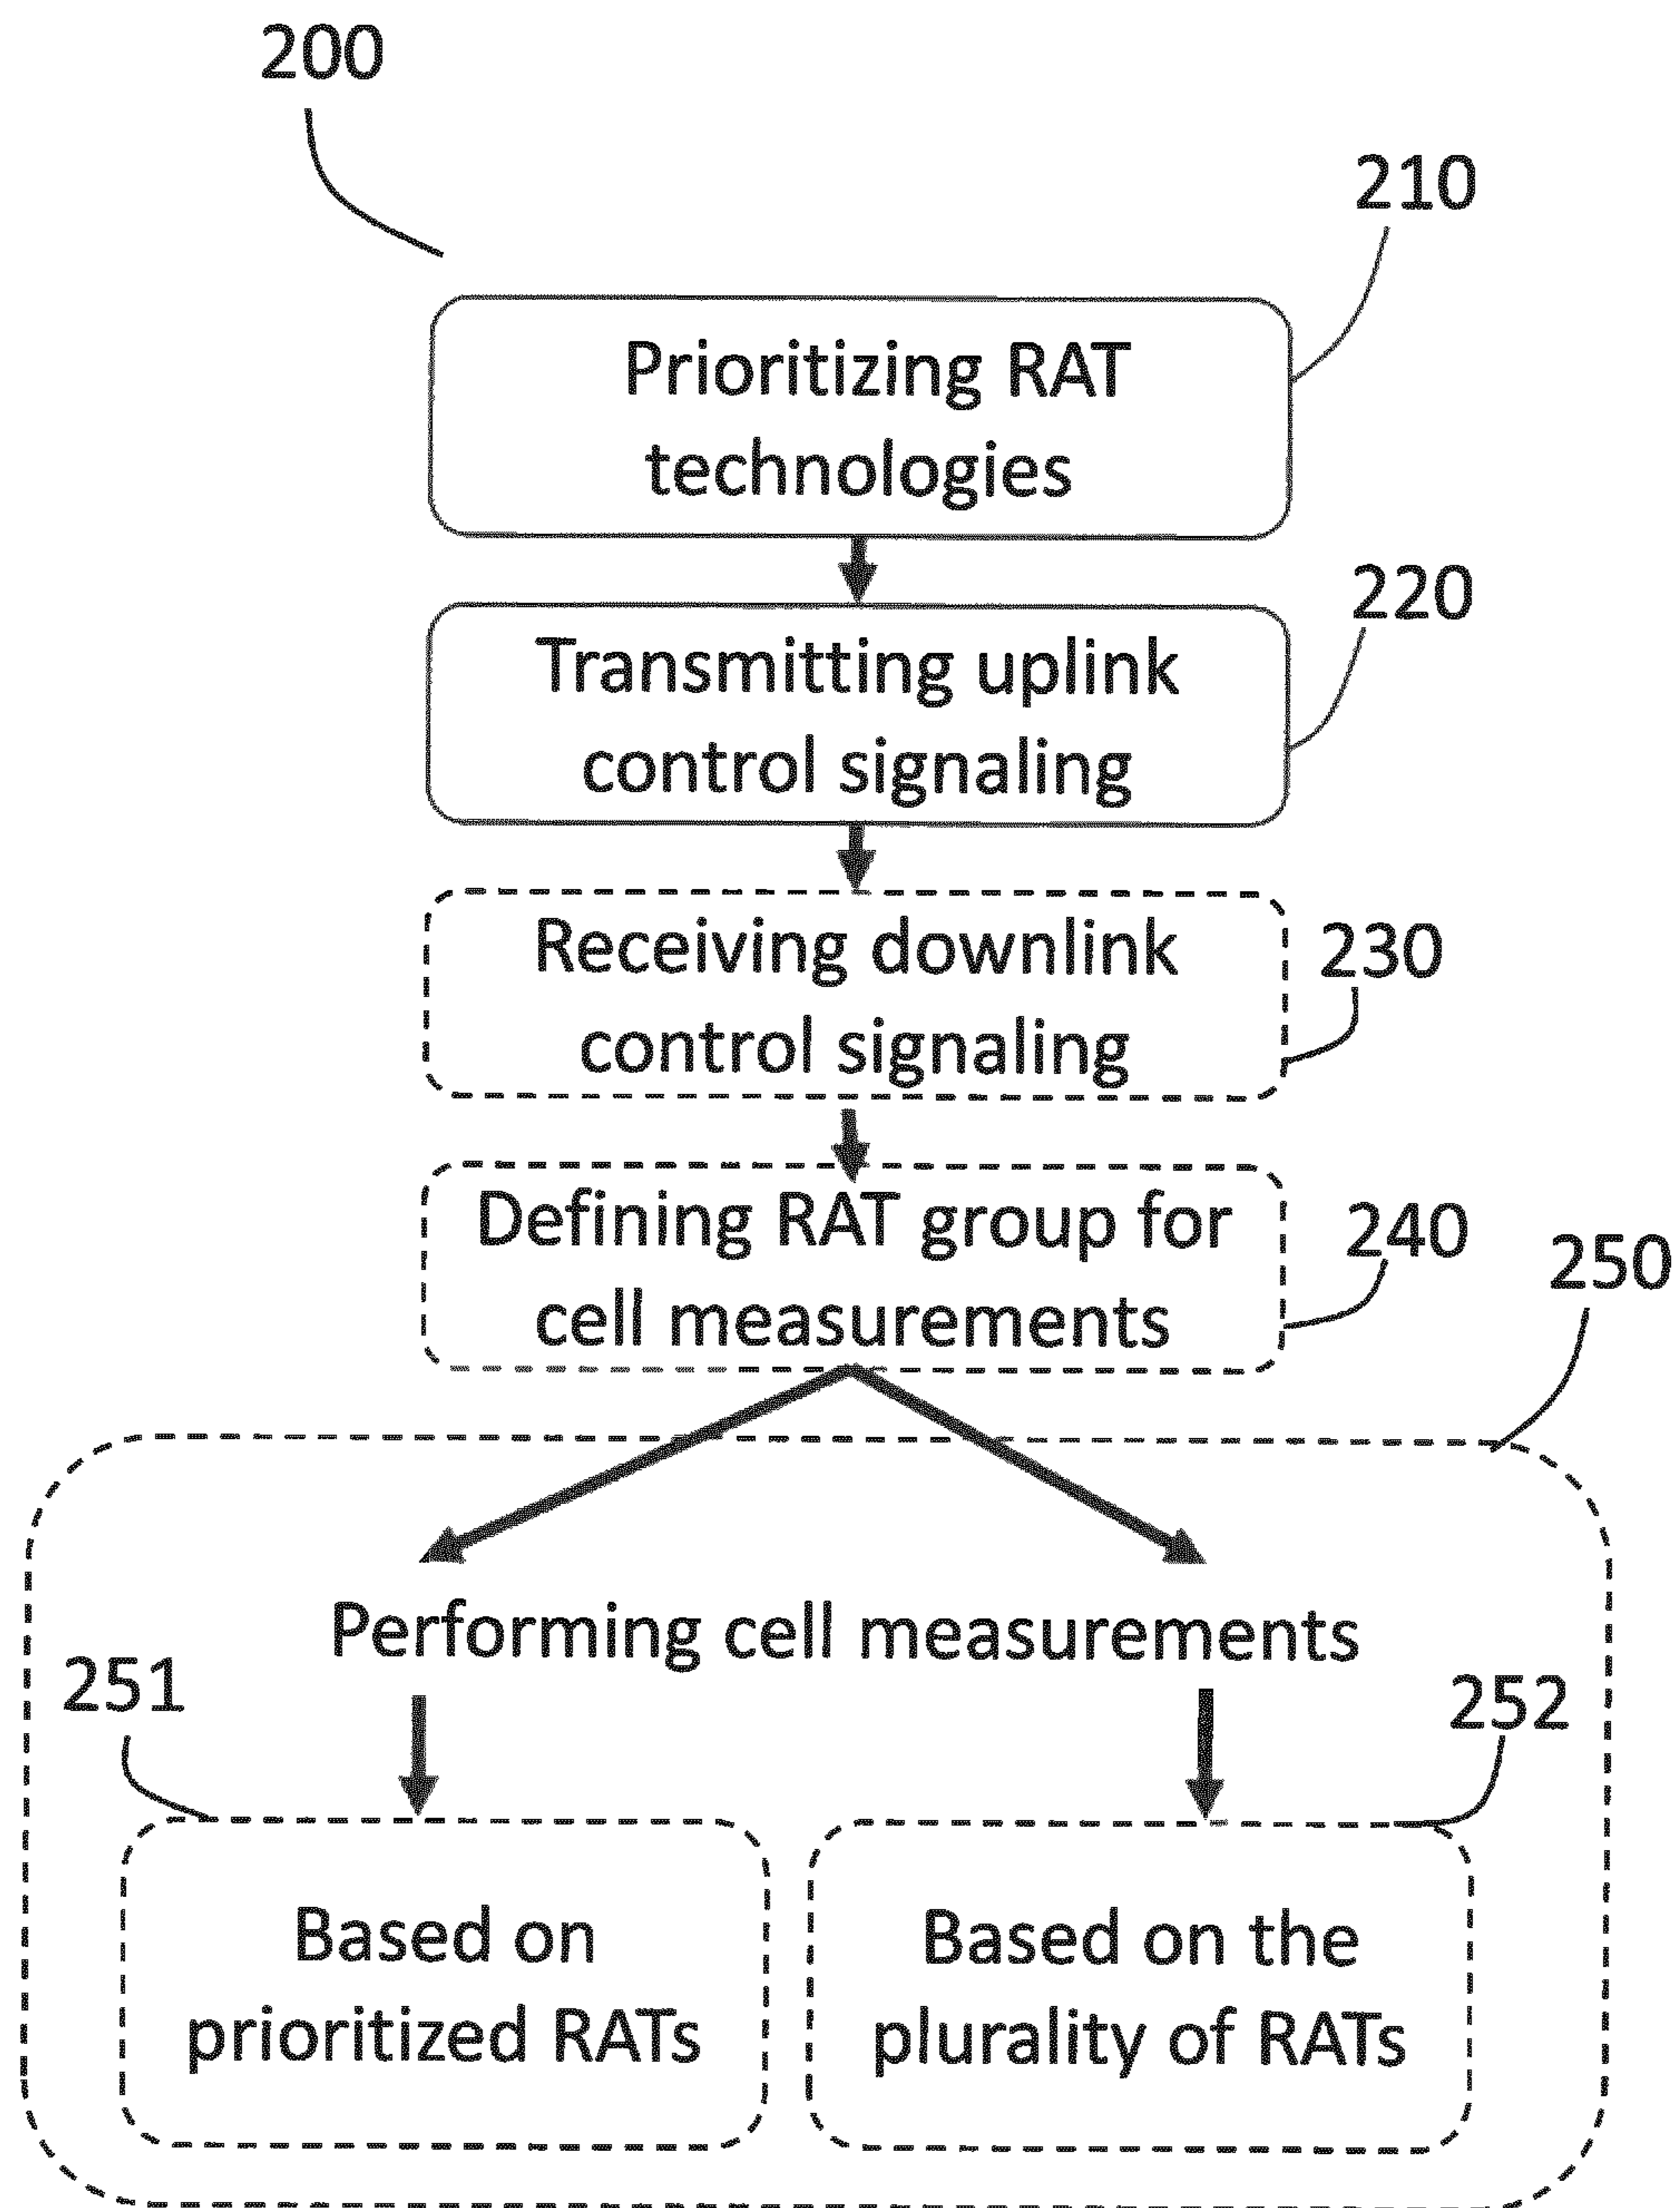 200
210
Prioritizing RAT
technologies
220
Transmitting uplink
control signaling
Receiving downlink
control signaling
230
Defining RAT group for
cell measurements
240
250
Performing cell measurements
251
252
Based on
prioritized RATs
Based on the
plurality of RATs